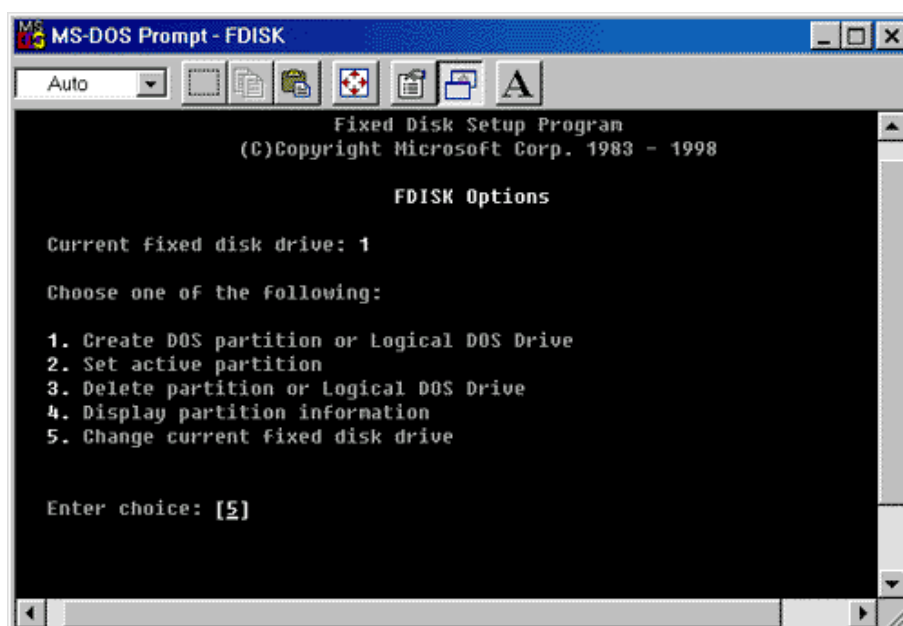 MS-DOS Prompt - FDISK
Auto
A
Fixed Disk Setup Program
(C)Copyright Microsoft Corp. 1983 - 1998
FDISK Options
Current fixed disk drive: 1
Choose one of the following:
1. Create DOS partition or Logical DOS Drive
2. Set active partition
3. Delete partition or Logical DOS Drive
4. Display partition information
5. Change current fixed disk drive
Enter choice: [5]